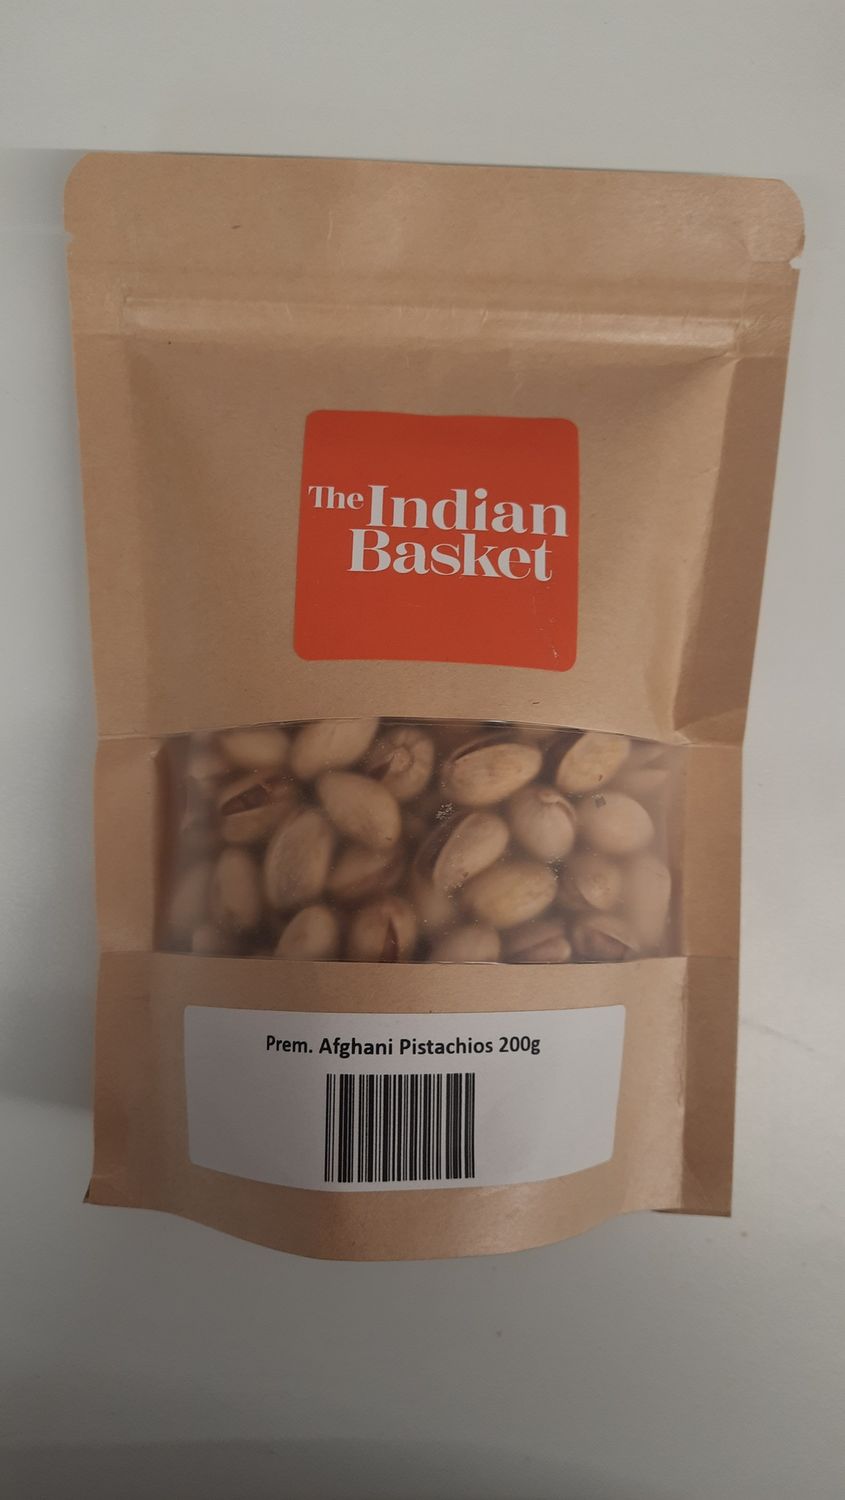 The Indian
Basket
Prem. Afghani Pistachios 200g